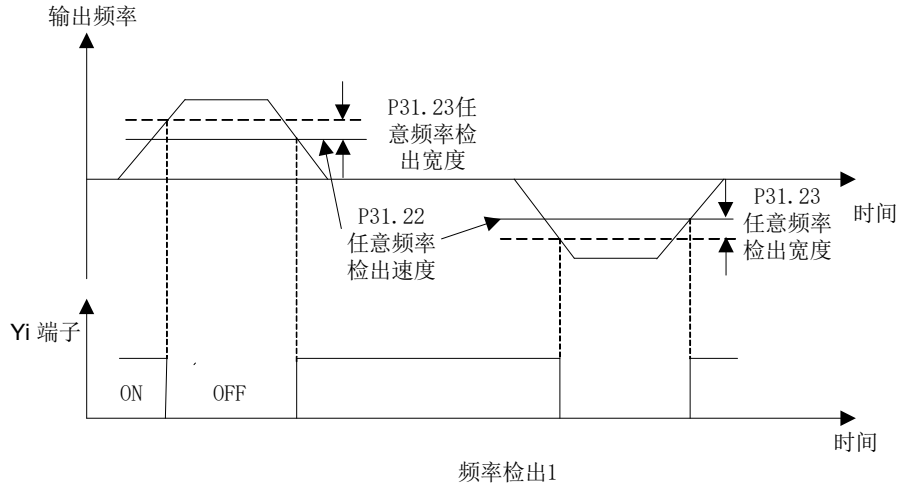 输出频率
P31.23任
意频率检
出宽度
P31.22
任意频率
检出速度
P31.23
任意频率
检出宽度
时间
Yi 端子
ON
OFF
时间
频率检出1